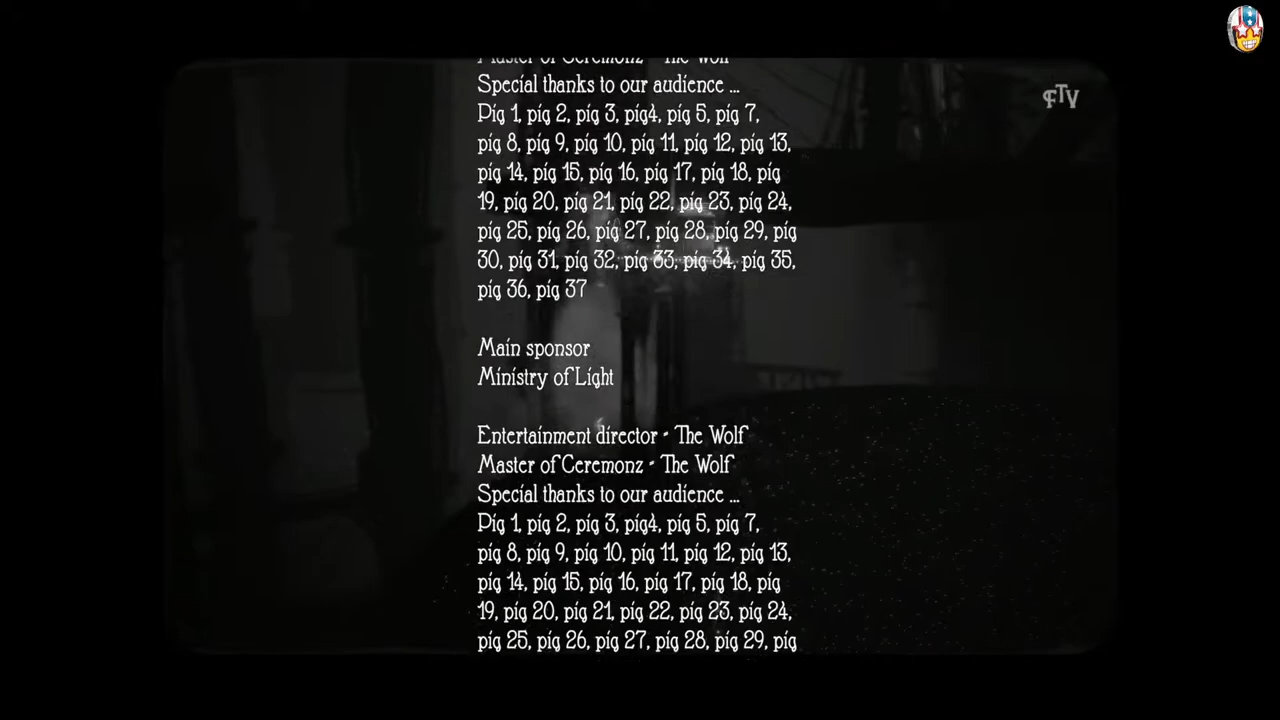 Master of Ceremonz - The Wolf
Special thanks to our audience ...
Pig 1, pig 2, pig 3, pig4, pig 5, pig 7,
pig 8, pig 9, pig 10, pig 11, pig 12, pig 13,
pig 14, pig 15, pig 16, pig 17, pig 18, pig
19, pig 20, pig 21, pig 22, pig 23, pig 24,
pig 25, pig 26, pig 27, pig 28, pig 29, pig
30, pig 31, pig 32, pig 33, pig 34, pig 35,
pig 36, pig 37
Main sponsor
Ministry of Light
Entertainment director - The Wolf
Master of Ceremonz - The Wolf
Special thanks to our audience ...
Pig 1, pig 2, pig 3, pig4, pig 5, pig 7,
pig 8, pig 9, pig 10, pig 11, pig 12, pig 13,
pig 14, pig 15, pig 16, pig 17, pig 18, pig
19, pig 20, pig 21, pig 22, pig 23, pig 24,
pig 25, pig 26, pig 27, pig 28, pig 29, pig
FTV